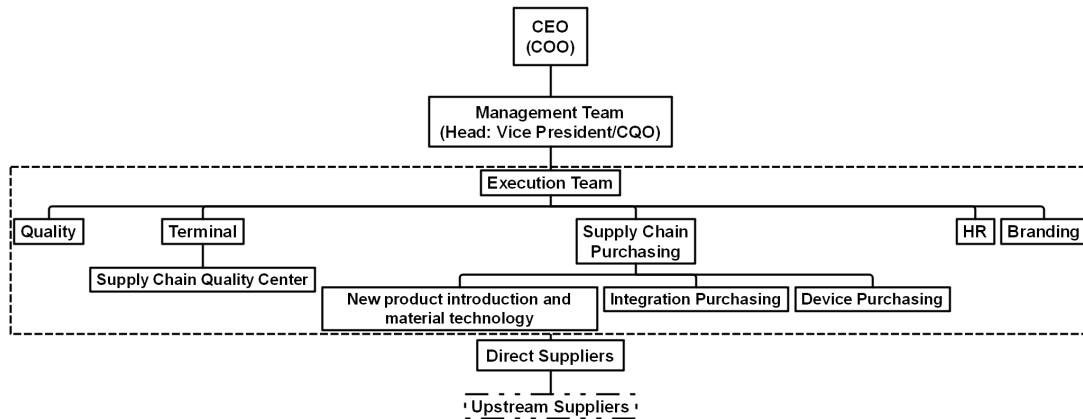 CEO
(COO)
Management Team
(Head: Vice President/CQO)
Execution Team
Quality
Terminal
Supply Chain
Purchasing
HR
Branding
Supply Chain Quality Center
New product introduction and
material technology
Integration Purchasing
Device Purchasing
Direct Suppliers
Upstream Suppliers